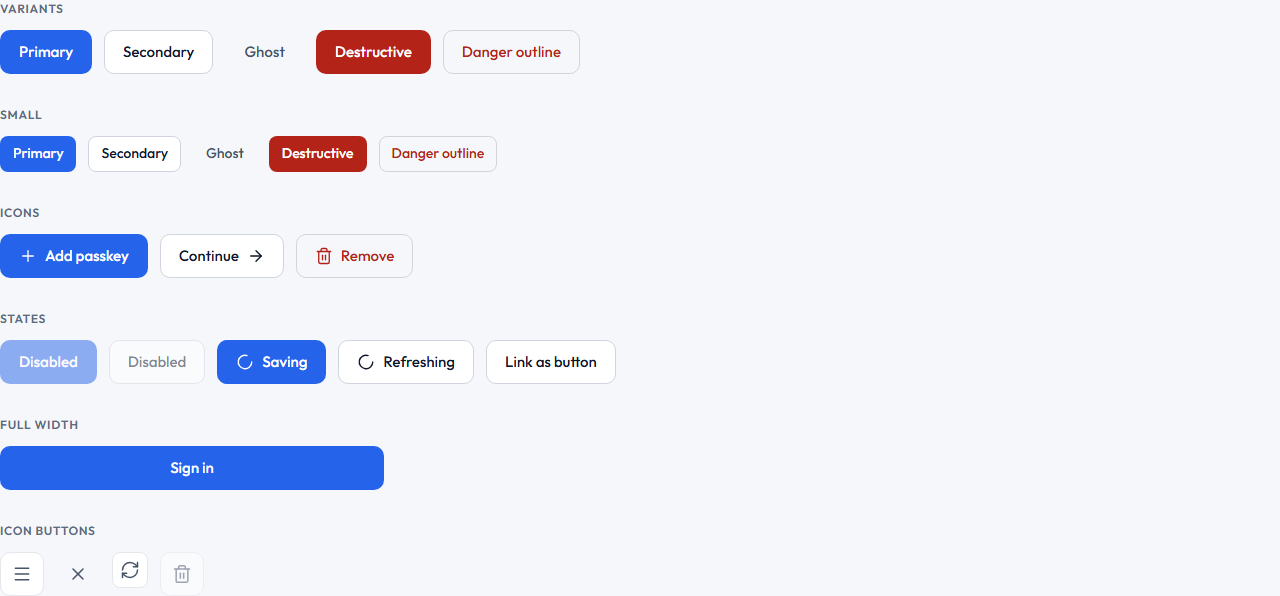 VARIANTS
Primary Secondary Ghost Destructive Danger outline
SMALL
Primary Secondary Ghost Destructive Danger outline
ICONS
Add passkey Continue Remove
STATES
Disabled Disabled Saving Refreshing Link as button
FULL WIDTH
Sign in
ICON BUTTONS